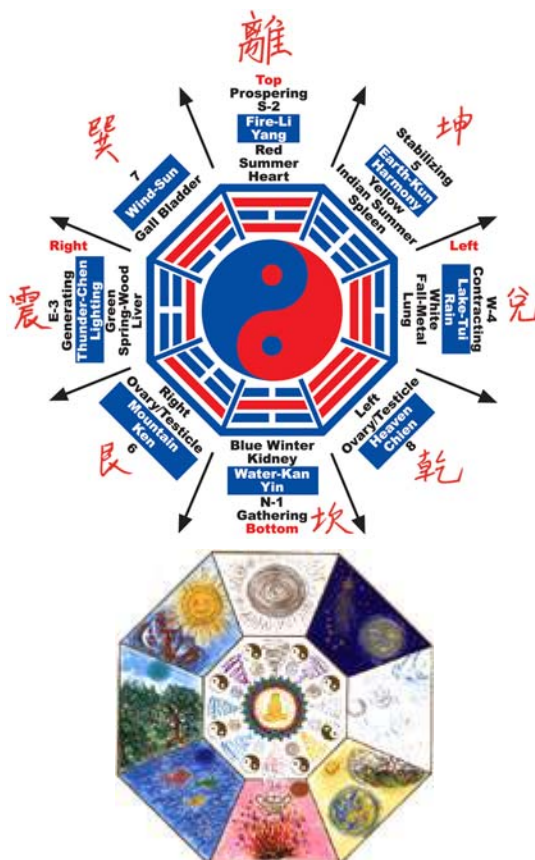 離
Top
Prospering
S-2
Fire-Li
Yang
Red
Summer
Heart
坤
Stabilizing
5
Earth-Kun
Harmony
Yellow
Indian Summer
Spleen
Left
兌
Contracting
W-4
Lake-Tui
Rain
White
Fall-Metal
Lung
乾
Left
Ovary/Testicle
Heaven
Chien
8
Blue Winter
Kidney
Water-Kan
Yin
N-1
Gathering
Bottom
坎
Right
Ovary/Testicle
Mountain
Ken
6
艮
Right
震
E-3
Generating
Thunder-Chen
Lighting
Green
Spring-Wood
Liver
巽
7
Wind-Sun
Gall Bladder